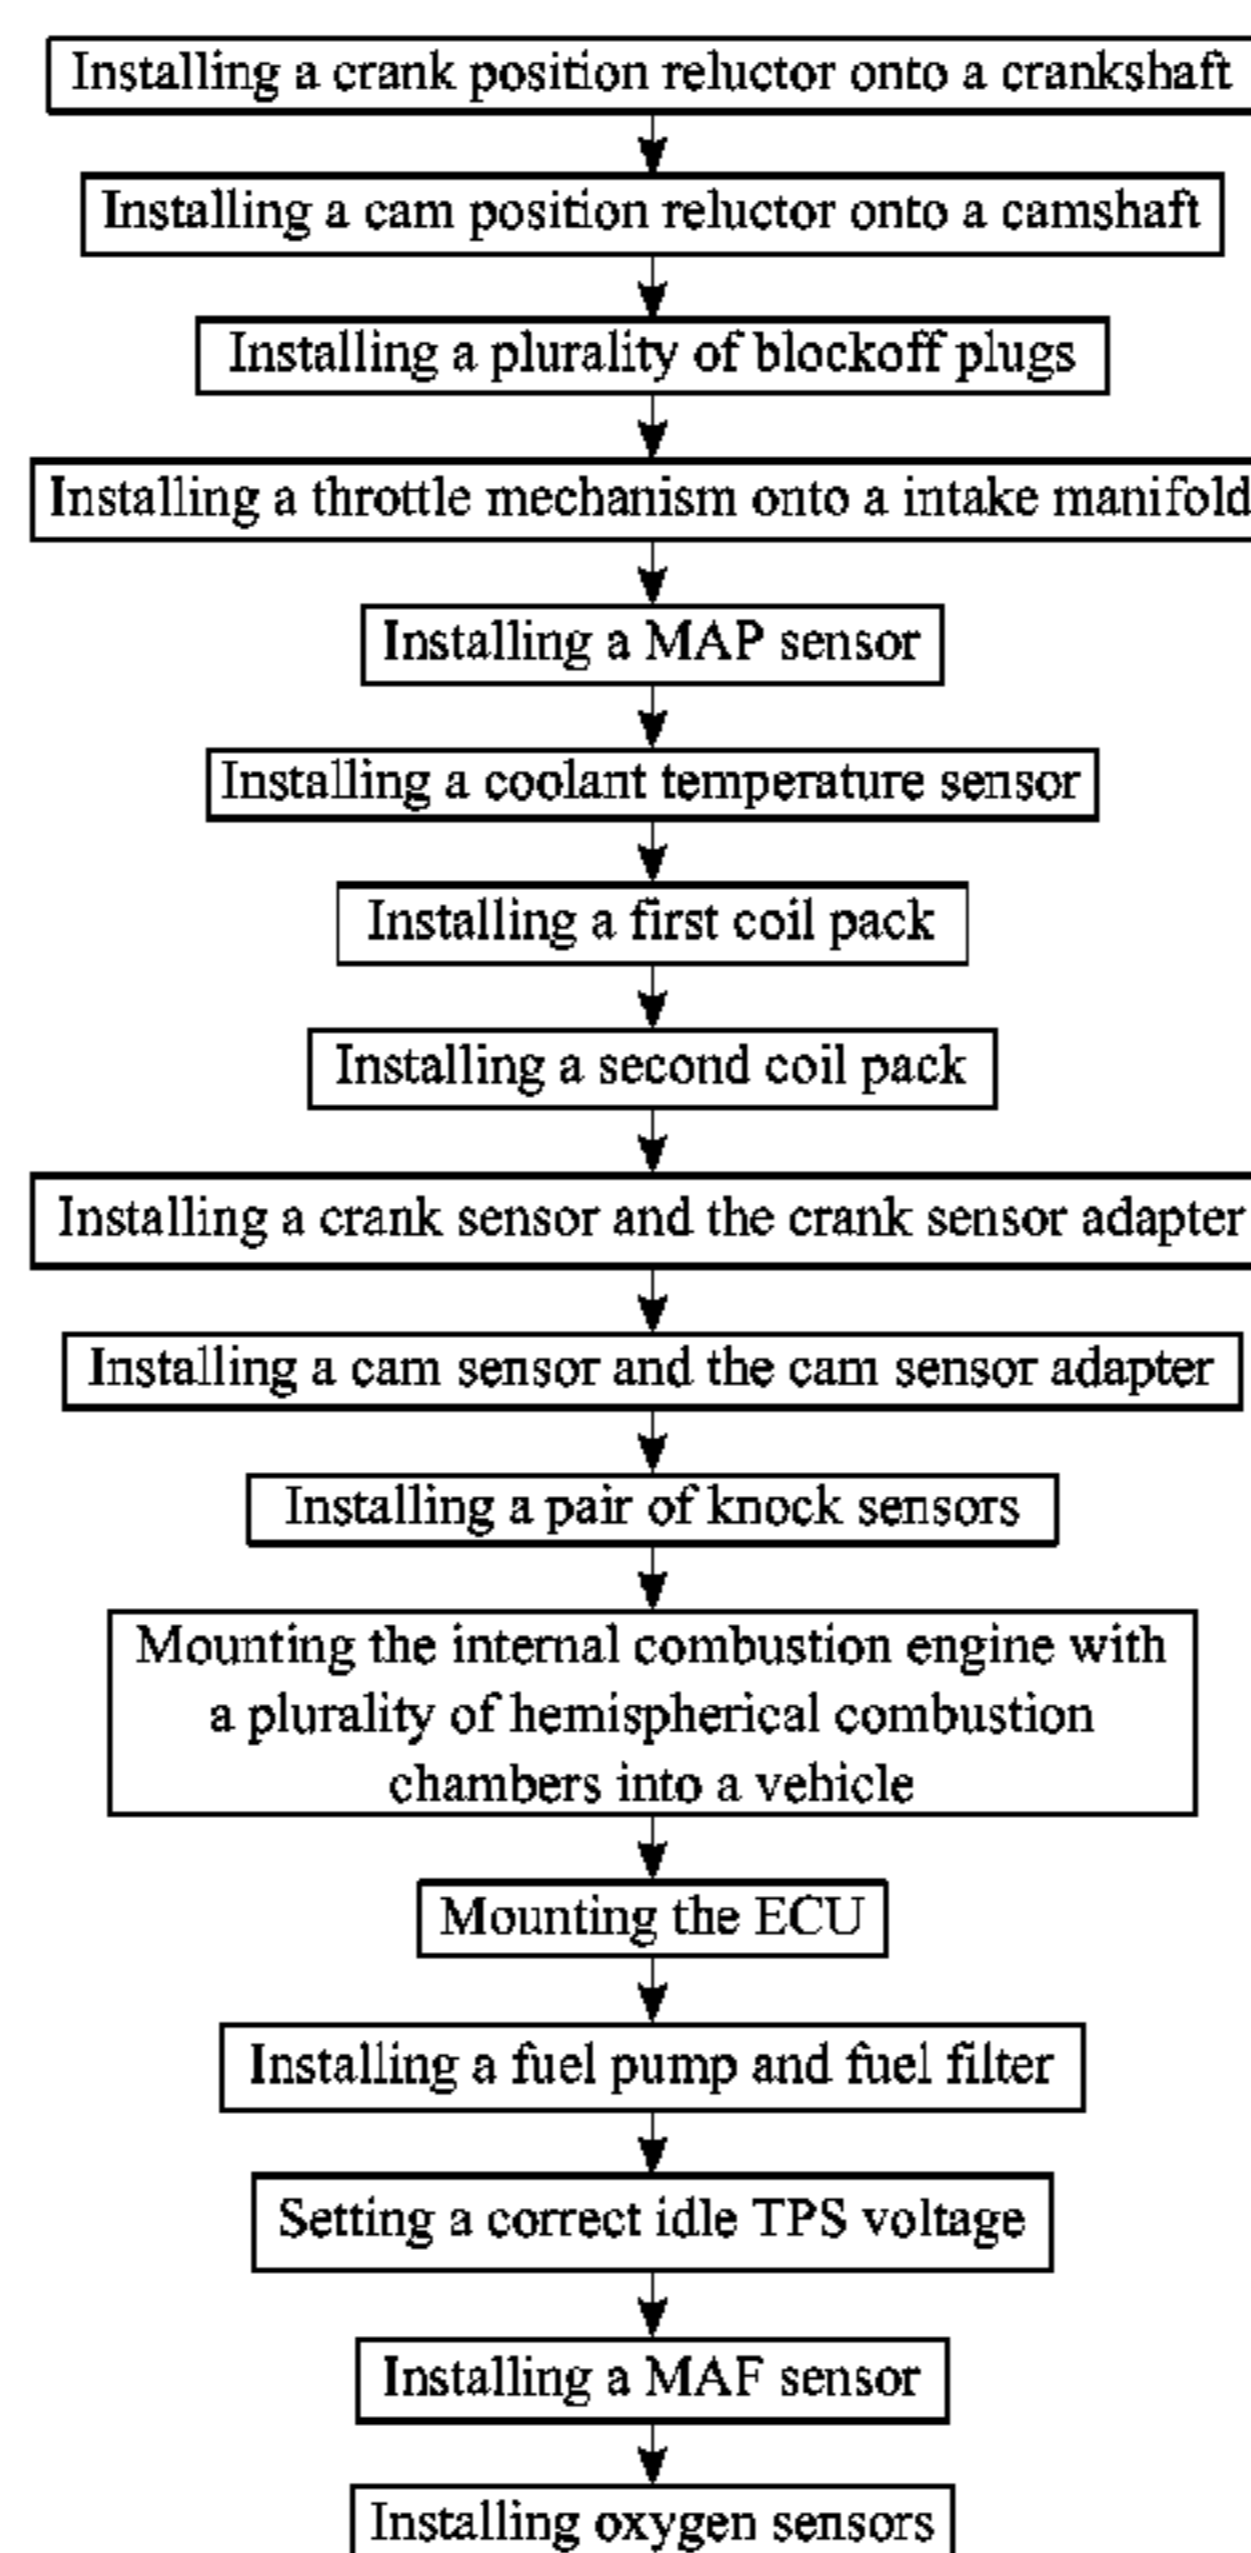 Installing a crank position reluctor onto a crankshaft
Installing a cam position reluctor onto a camshaft
Installing a plurality of blockoff plugs
Installing a throttle mechanism onto a intake manifold
Installing a MAP sensor
Installing a coolant temperature sensor
Installing a first coil pack
Installing a second coil pack
Installing a crank sensor and the crank sensor adapter
Installing a cam sensor and the cam sensor adapter
Installing a pair of knock sensors
Mounting the internal combustion engine with
a plurality of hemispherical combustion
chambers into a vehicle
Mounting the ECU
Installing a fuel pump and fuel filter
Setting a correct idle TPS voltage
Installing a MAF sensor
Installing oxygen sensors